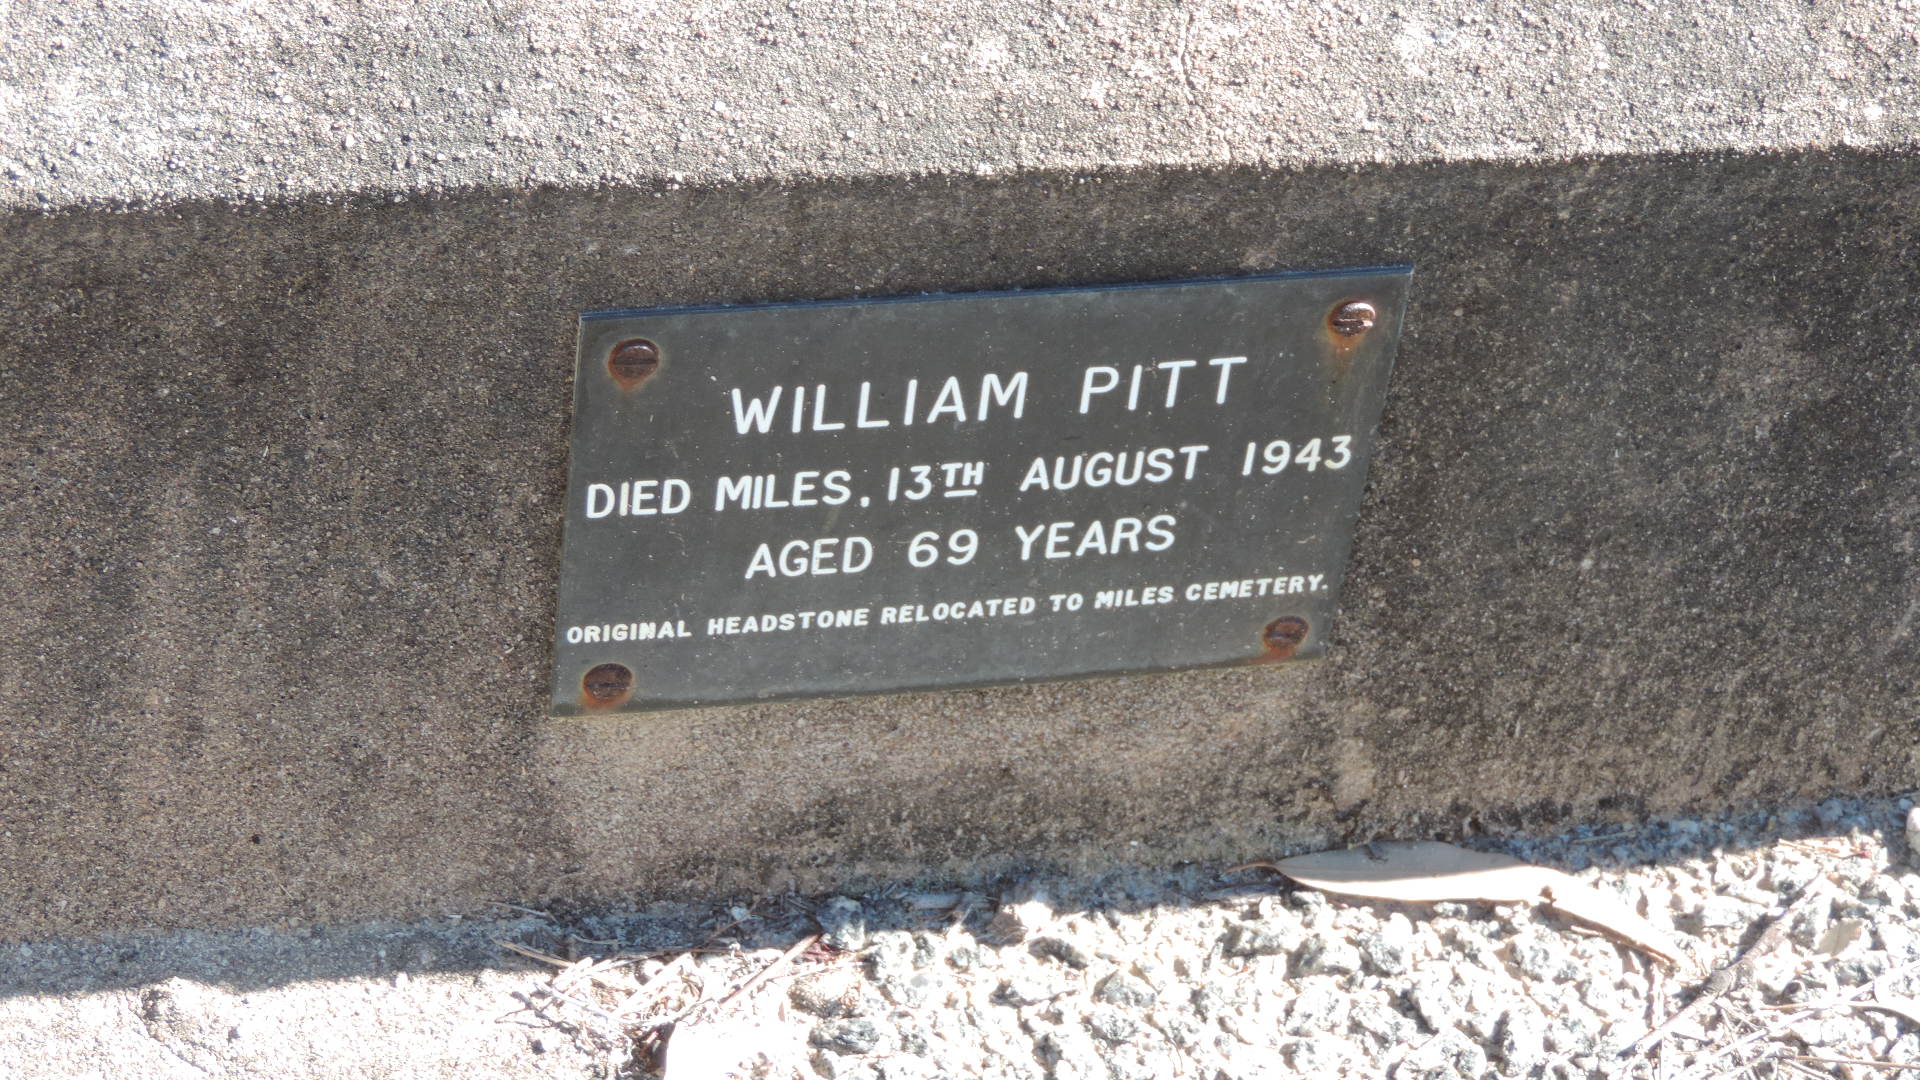 WILLIAM PITT
DIED MILES, 13TH AUGUST 1943
AGED 69 YEARS
ORIGINAL HEADSTONE RELOCATED TO MILES CEMETERY.